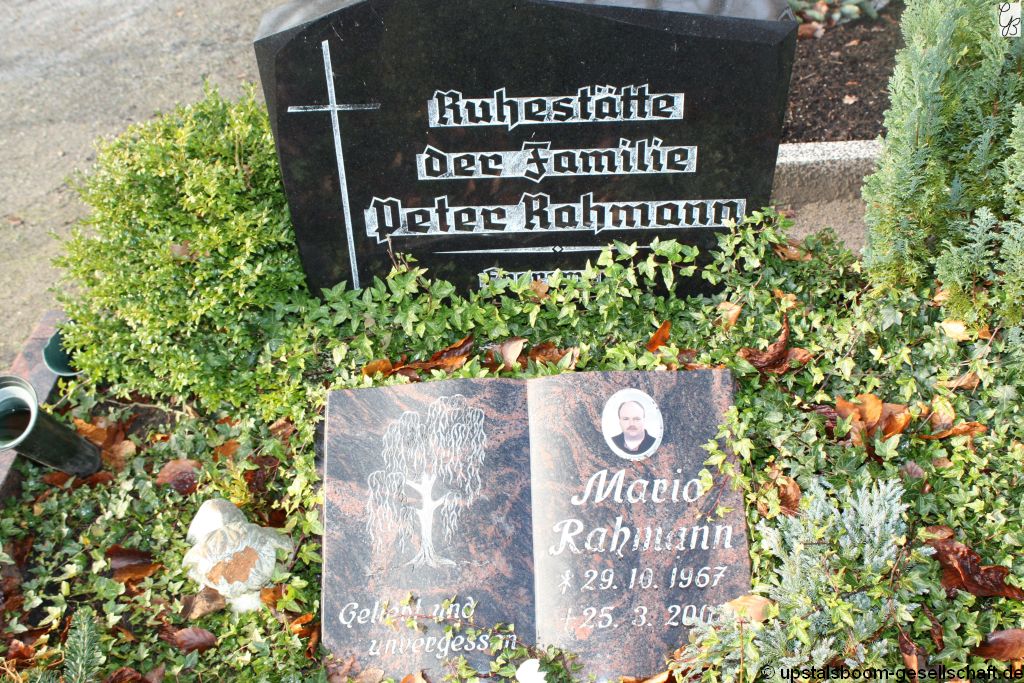 Ruhestätte
der Familie
Peter Rahmann
Geliebt und
unvergessen
Mario
Rahmann
* 29. 10. 1967
† 25. 3.
© upstalsboom-gesellschaft.de